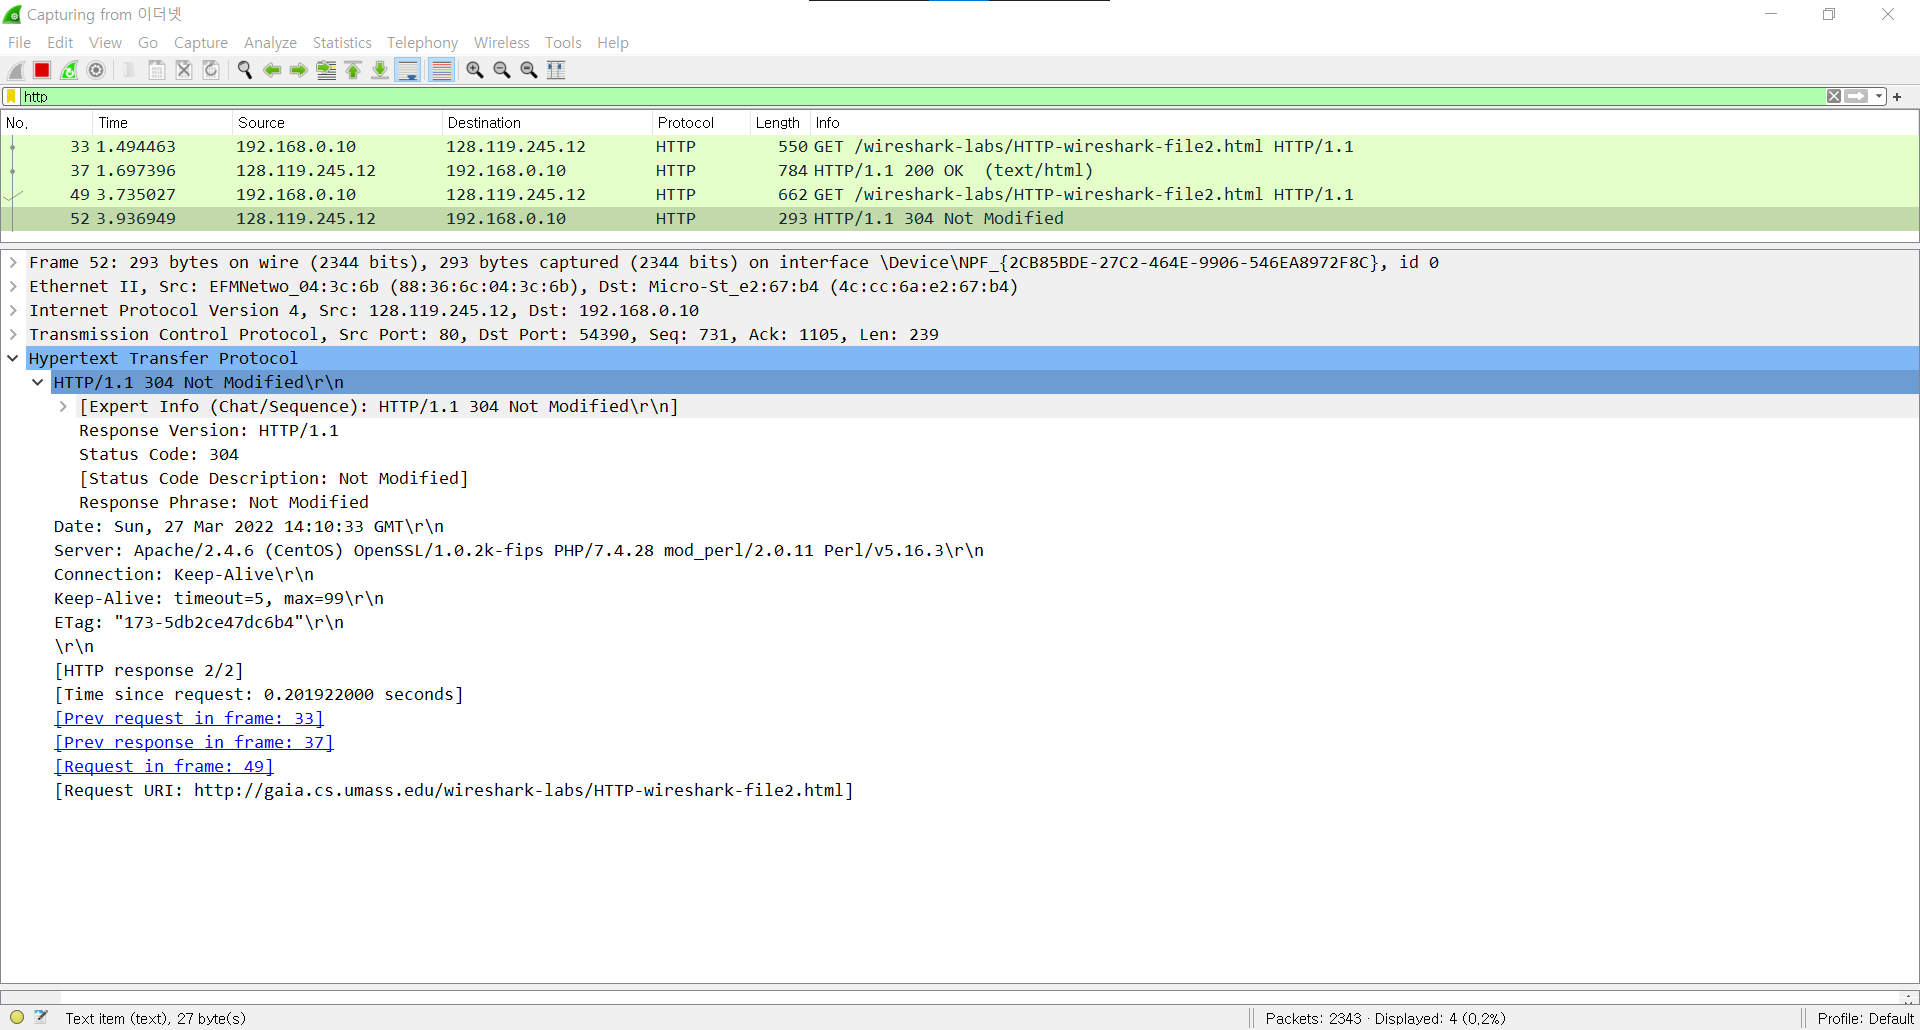 Capturing from 이더넷
File Edit View Go Capture Analyze Statistics Telephony Wireless Tools Help
http
No. Time Source Destination Protocol Length Info
33 1.494463 192.168.0.10 128.119.245.12 HTTP 550 GET /wireshark-labs/HTTP-wireshark-file2.html HTTP/1.1
37 1.697396 128.119.245.12 192.168.0.10 HTTP 784 HTTP/1.1 200 OK  (text/html)
49 3.735027 192.168.0.10 128.119.245.12 HTTP 662 GET /wireshark-labs/HTTP-wireshark-file2.html HTTP/1.1
52 3.936949 128.119.245.12 192.168.0.10 HTTP 293 HTTP/1.1 304 Not Modified
Frame 52: 293 bytes on wire (2344 bits), 293 bytes captured (2344 bits) on interface \Device\NPF_{2CB85BDE-27C2-464E-9906-546EA8972F8C}, id 0
Ethernet II, Src: EFMNetwo_04:3c:6b (88:36:6c:04:3c:6b), Dst: Micro-St_e2:67:b4 (4c:cc:6a:e2:67:b4)
Internet Protocol Version 4, Src: 128.119.245.12, Dst: 192.168.0.10
Transmission Control Protocol, Src Port: 80, Dst Port: 54390, Seq: 731, Ack: 1105, Len: 239
Hypertext Transfer Protocol
HTTP/1.1 304 Not Modified\r\n
[Expert Info (Chat/Sequence): HTTP/1.1 304 Not Modified\r\n]
Response Version: HTTP/1.1
Status Code: 304
[Status Code Description: Not Modified]
Response Phrase: Not Modified
Date: Sun, 27 Mar 2022 14:10:33 GMT\r\n
Server: Apache/2.4.6 (CentOS) OpenSSL/1.0.2k-fips PHP/7.4.28 mod_perl/2.0.11 Perl/v5.16.3\r\n
Connection: Keep-Alive\r\n
Keep-Alive: timeout=5, max=99\r\n
ETag: "173-5db2ce47dc6b4"\r\n
\r\n
[HTTP response 2/2]
[Time since request: 0.201922000 seconds]
[Prev request in frame: 33]
[Prev response in frame: 37]
[Request in frame: 49]
[Request URI: http://gaia.cs.umass.edu/wireshark-labs/HTTP-wireshark-file2.html]
Text item (text), 27 byte(s) Packets: 2343 · Displayed: 4 (0.2%) Profile: Default